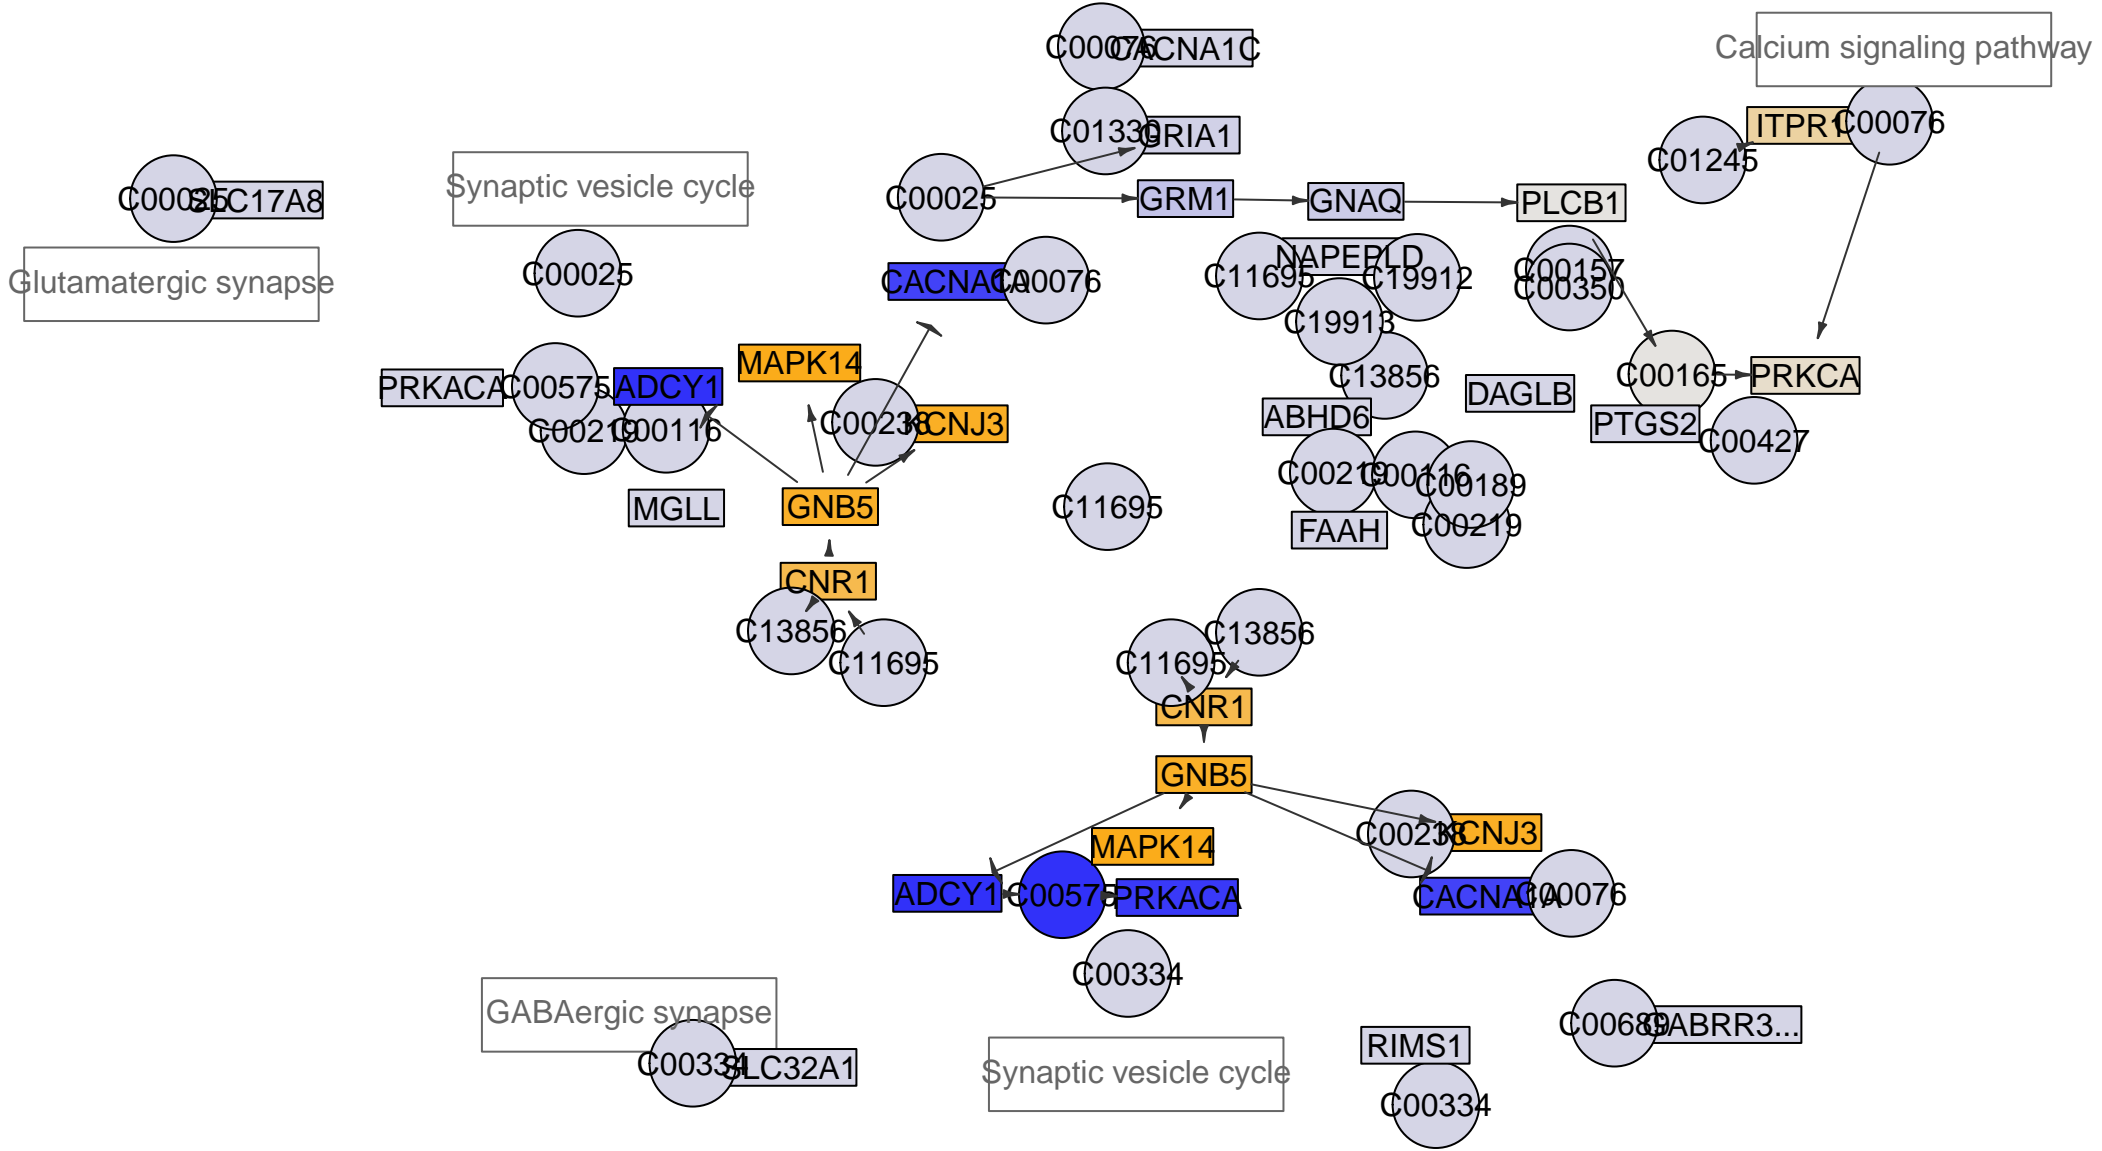 C00076
CACNA1C
Calcium signaling pathway
C01330
GRIA1
ITPR1
C00076
C01245
Synaptic vesicle cycle
C00025
SLC17A8
C00025
GRM1
GNAQ
PLCB1
Glutamatergic synapse
C00025
CACNA1A
C00076
C11695
NAPEPLD
C19912
C00157
C00350
C19913
MAPK14
PRKACA
C00575
ADCY1
C13856
DAGLB
C00165
PRKCA
C00219
C00116
C00238
KCNJ3
ABHD6
PTGS2
C00427
C00219
C00116
C00189
MGLL
GNB5
C11695
FAAH
C00219
CNR1
C13856
C11695
C13856
C11695
CNR1
GNB5
MAPK14
C00238
KCNJ3
ADCY1
C00575
PRKACA
CACNA1A
C00076
C00334
GABAergic synapse
C00334
SLC32A1
Synaptic vesicle cycle
RIMS1
C00689
GABRR3...
C00334